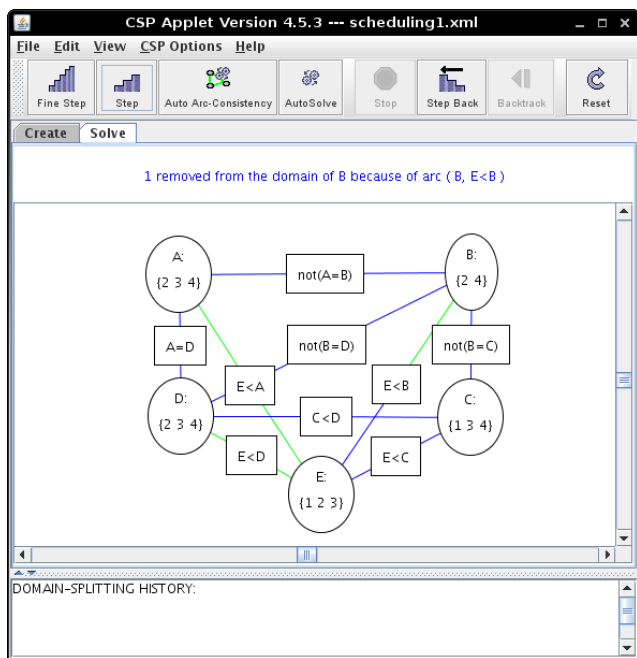 CSP Applet Version 4.5.3 --- scheduling1.xml
File Edit View CSP Options Help
Fine Step Step Auto Arc-Consistency AutoSolve Stop Step Back Backtrack Reset
Create Solve
1 removed from the domain of B because of arc ( B, E<B )
A:
{2 3 4}
not(A=B)
B:
{2 4}
A=D
not(B=D)
not(B=C)
E<A
E<B
D:
{2 3 4}
C<D
C:
{1 3 4}
E<D
E<C
E:
{1 2 3}
DOMAIN-SPLITTING HISTORY: